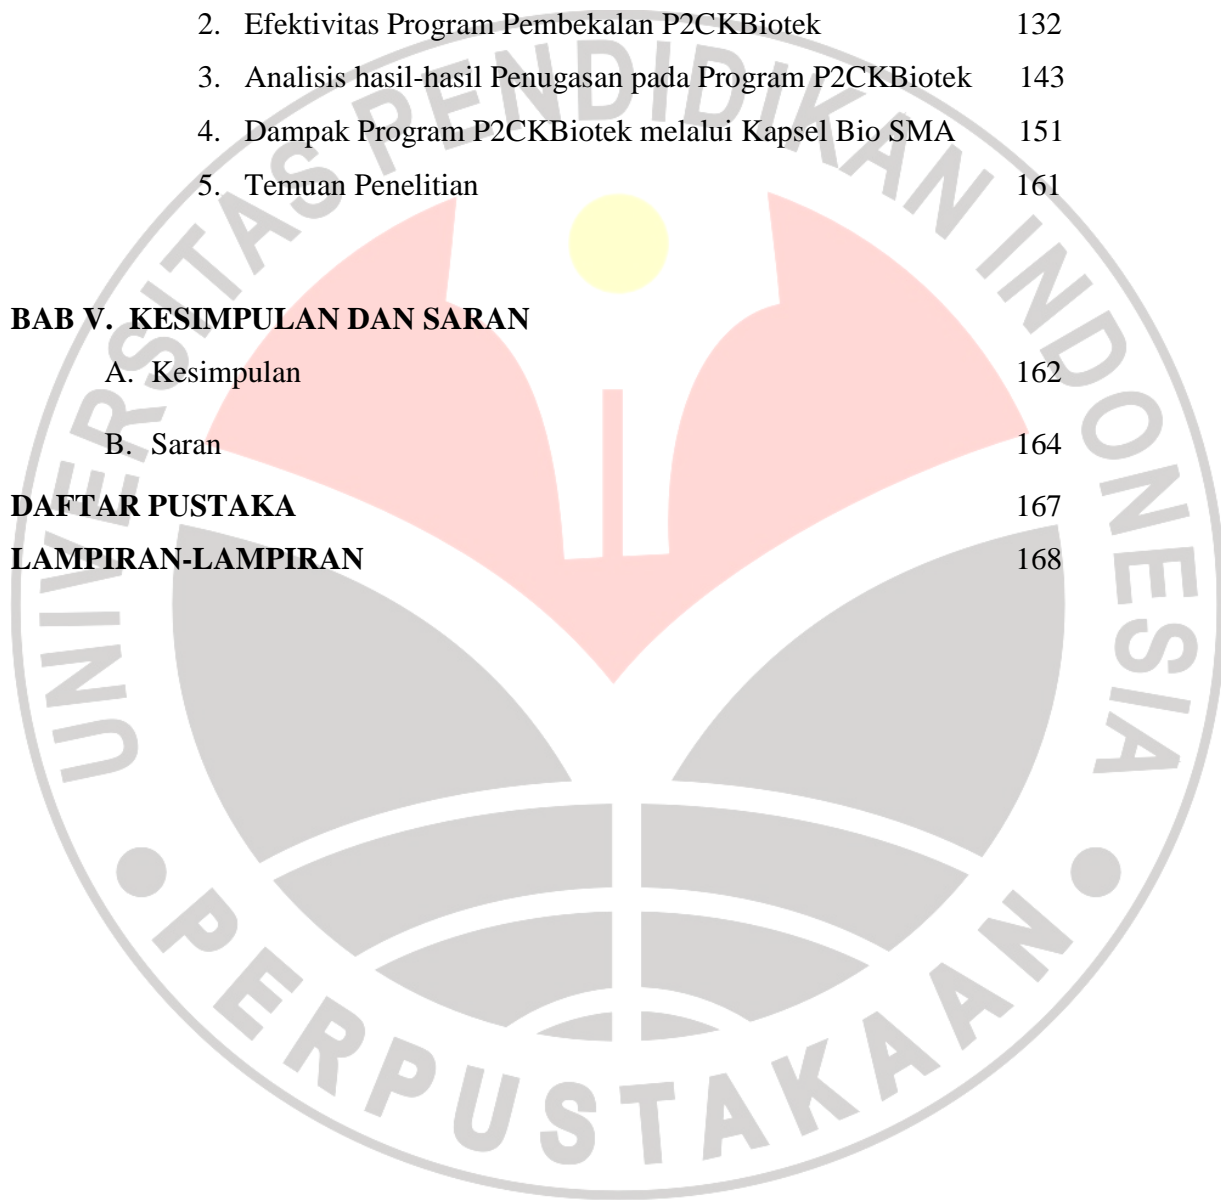 2. Efektivitas Program Pembekalan P2CKBiotek 132
3. Analisis hasil-hasil Penugasan pada Program P2CKBiotek 143
4. Dampak Program P2CKBiotek melalui Kapsel Bio SMA 151
5. Temuan Penelitian 161
BAB V. KESIMPULAN DAN SARAN
A. Kesimpulan 162
B. Saran 164
DAFTAR PUSTAKA 167
LAMPIRAN-LAMPIRAN 168
UNIVERSITAS PENDIDIKAN INDONESIA
PERPUSTAKAAN